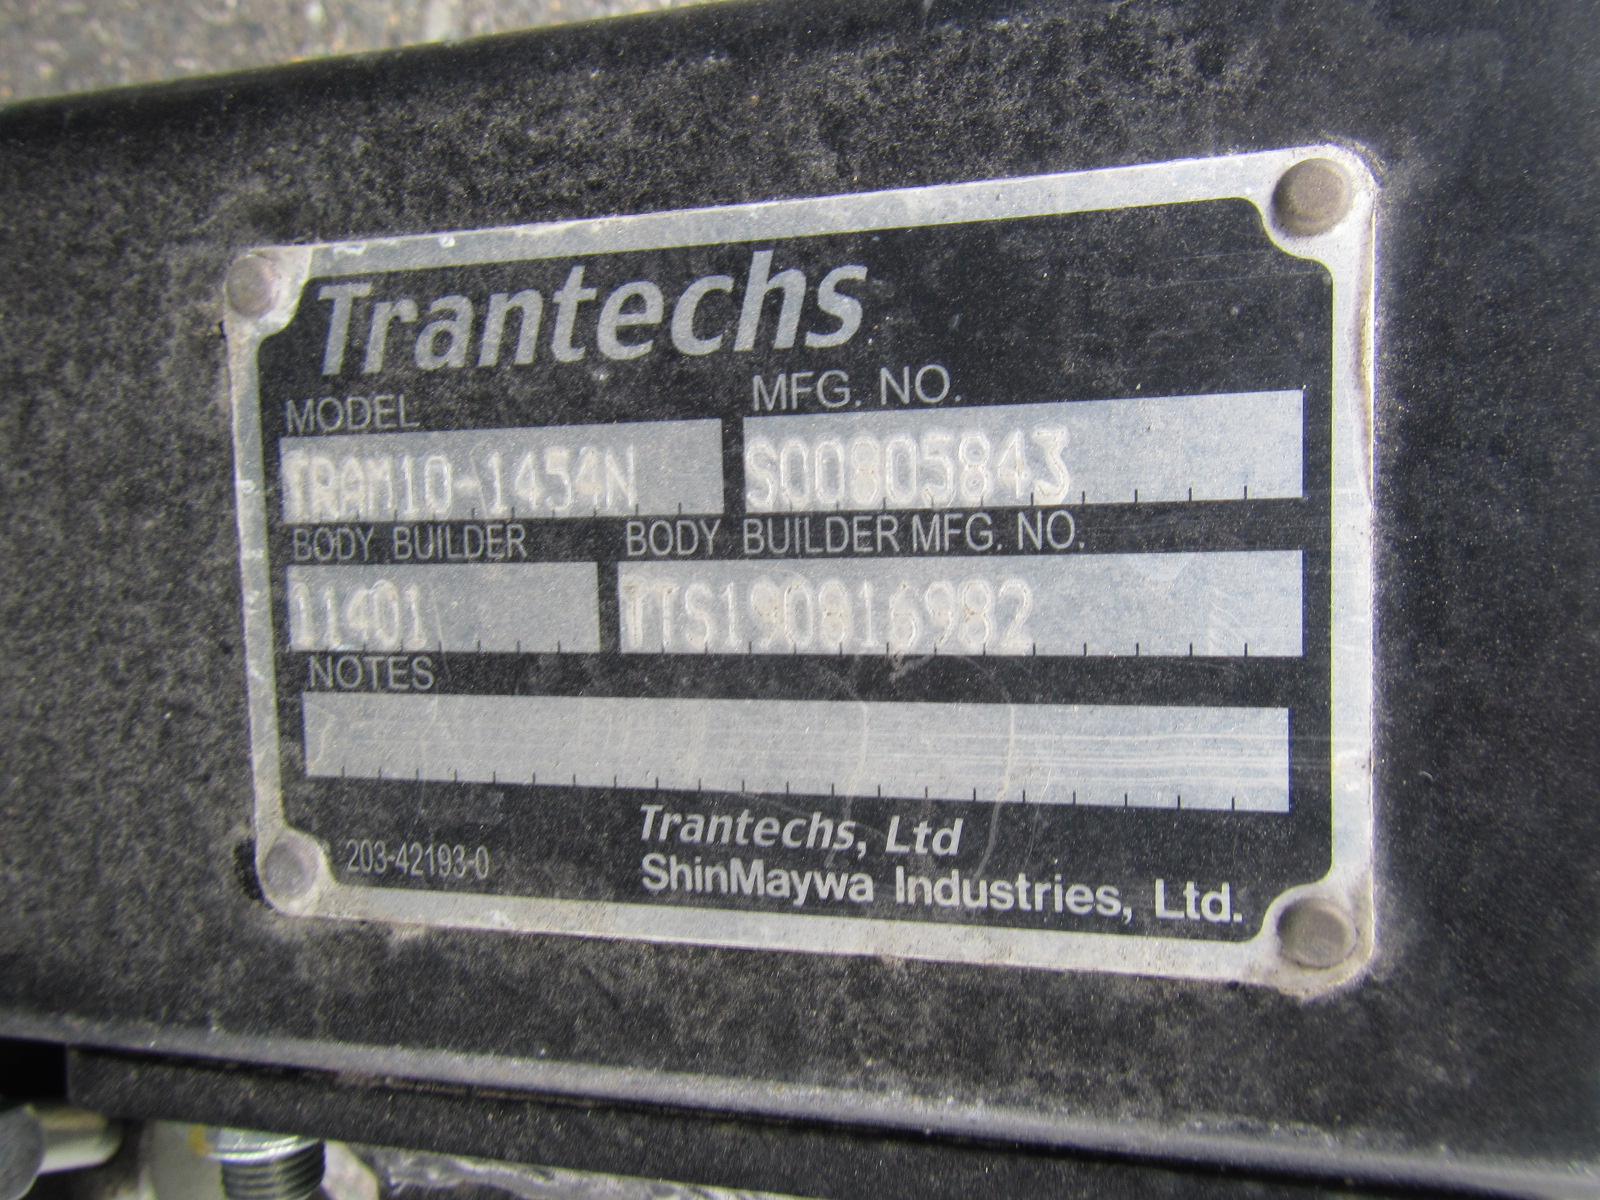 Trantechs
MODEL MFG. NO.
TRAM10-1454N S00805843
BODY BUILDER BODY BUILDER MFG. NO.
11401 TTS190816982
NOTES
Trantechs, Ltd
203-42193-0
ShinMaywa Industries, Ltd.